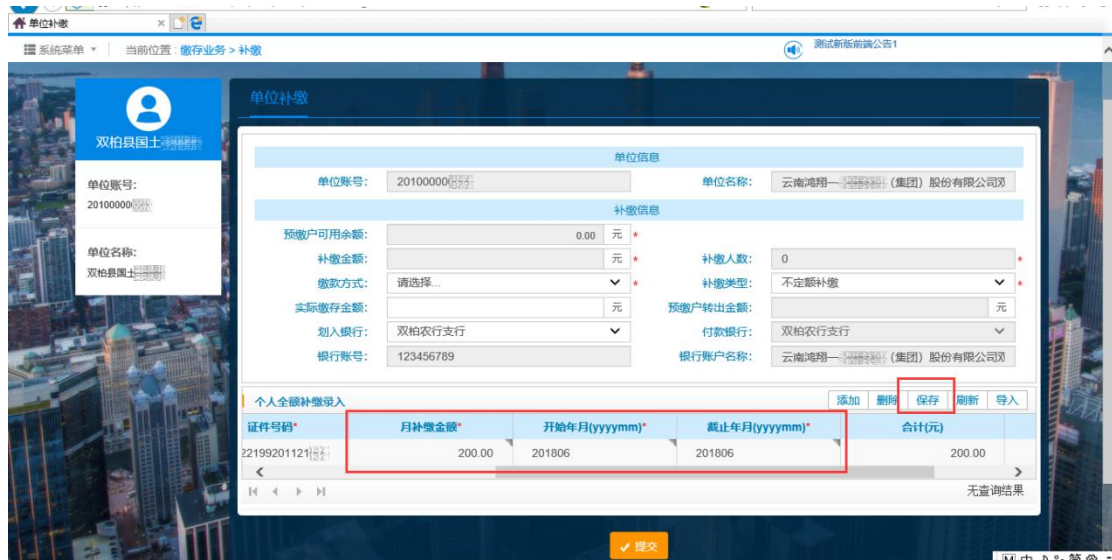 单位补缴
系统菜单 当前位置：缴存业务 > 补缴 测试新版前端公告1
双柏县国土
单位账号：
20100000
单位名称：
双柏县国土
单位补缴
单位信息
单位账号： 20100000 单位名称： 云南鸿翔一 （集团）股份有限公司双
补缴信息
预缴户可用余额： 0.00 元 *
补缴金额： 元 * 补缴人数： 0 *
缴款方式： 请选择... * 补缴类型： 不定额补缴 *
实际缴存金额： 元 预缴户转出金额： 元
划入银行： 双柏农行支行 付款银行： 双柏农行支行
银行账号： 123456789 银行账户名称： 云南鸿翔一 （集团）股份有限公司双
个人全额补缴录入 添加 删除 保存 刷新 导入
证件号码* 月补缴金额* 开始年月(yyyymm)* 截止年月(yyyymm)* 合计(元)
22199201121 200.00 201806 201806 200.00
无查询结果
提交